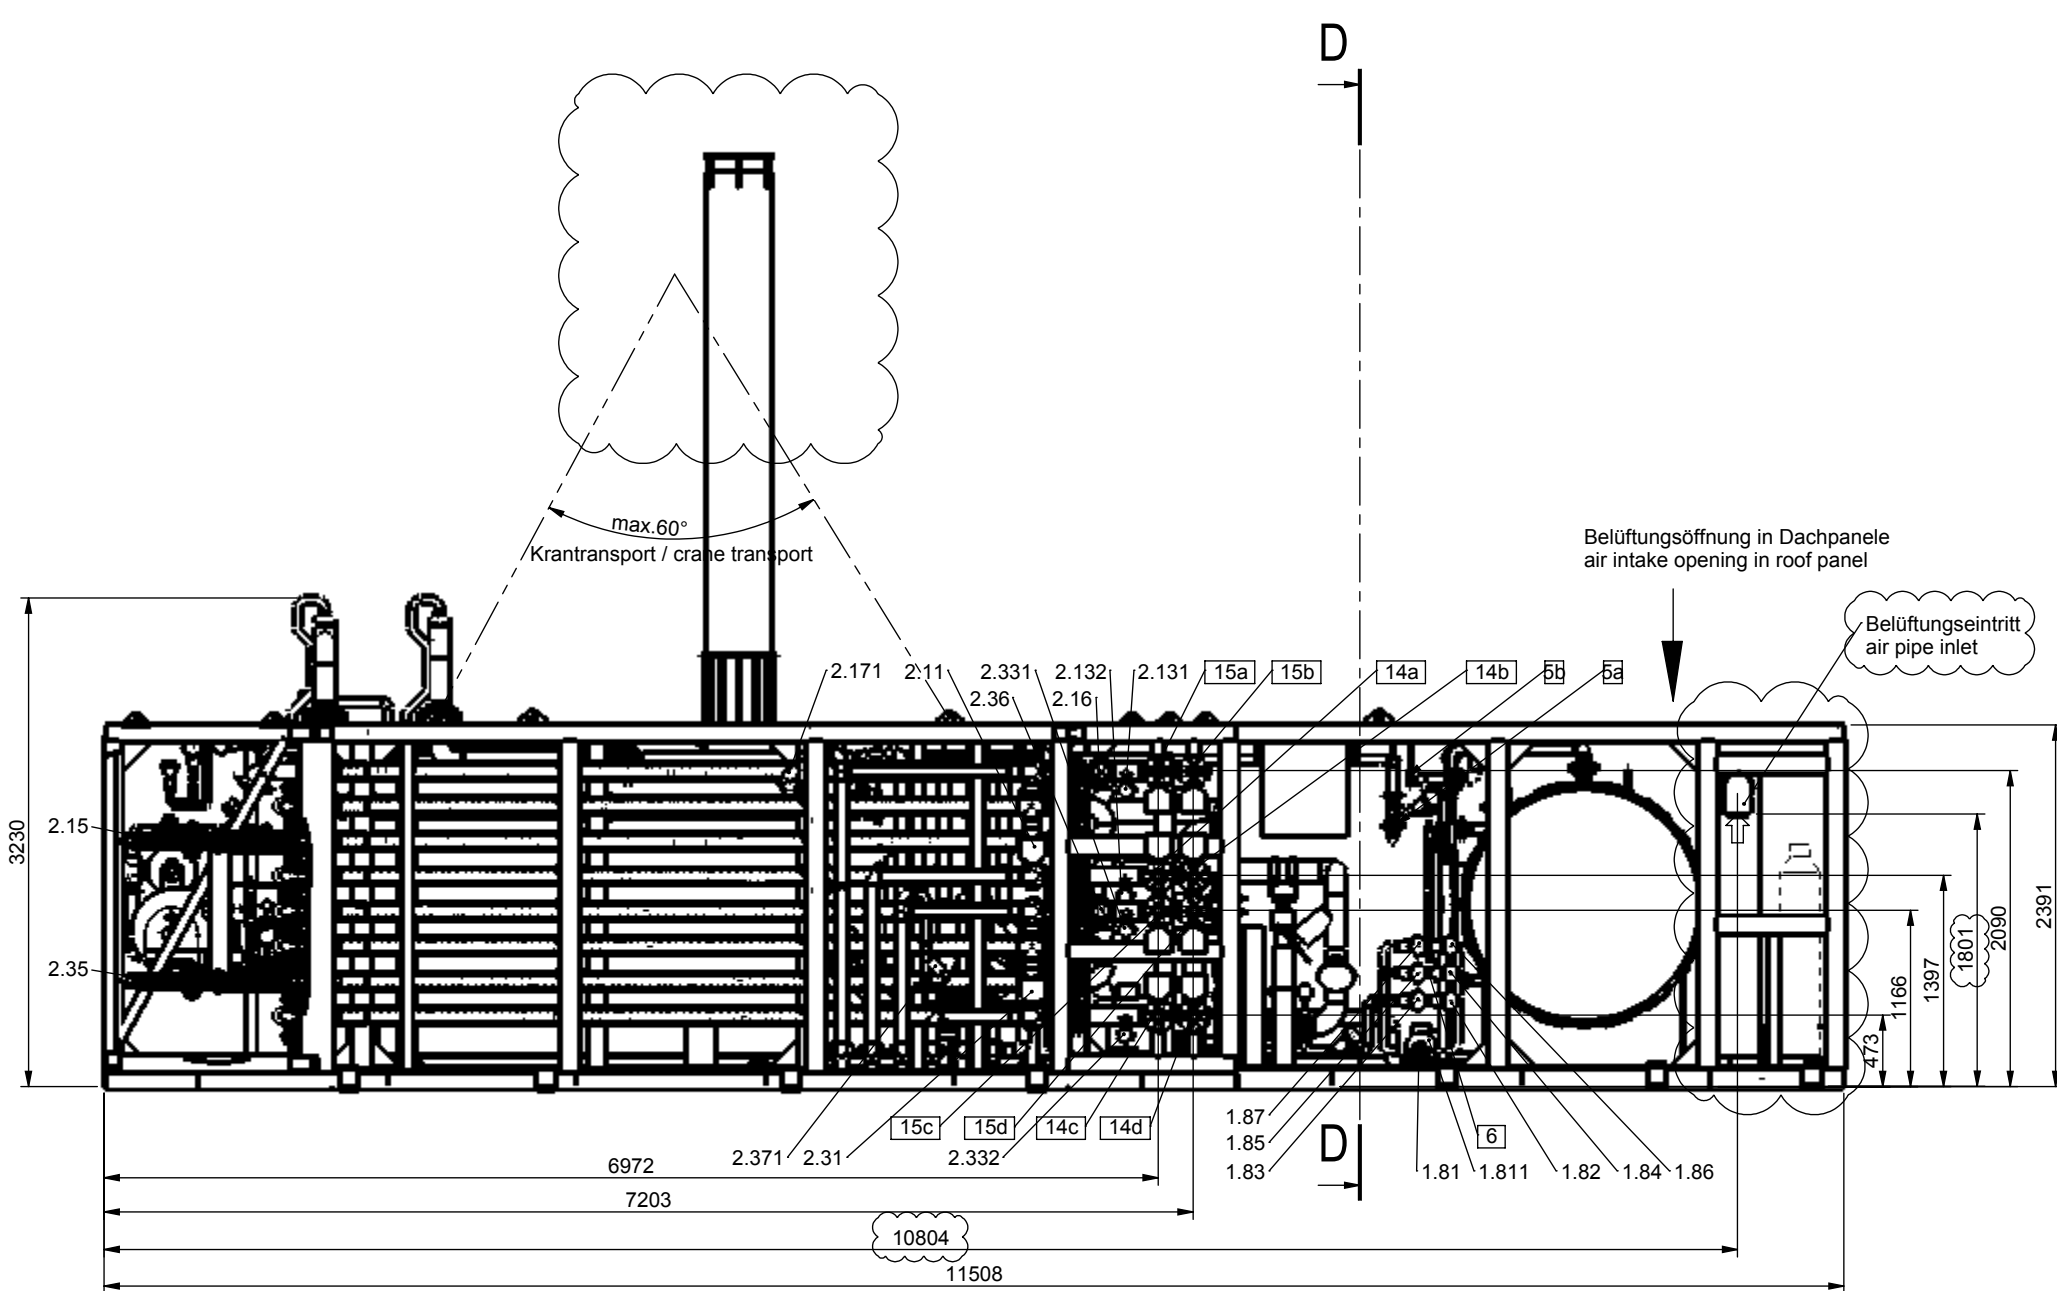 D
max.60°
Krantransport / crane transport
Belüftungsöffnung in Dachpanele
air intake opening in roof panel
Belüftungseintritt
air pipe inlet
2.171
2.11
2.331
2.132
2.131
15a
15b
14a
14b
5b
5a
2.36
2.16
3230
2.15
2.35
473
1166
1397
1801
2090
2391
15c
15d
14c
14d
1.87
6
1.85
2.371
2.31
2.332
1.83
D
1.81
1.811
1.82
1.84
1.86
6972
7203
10804
11508